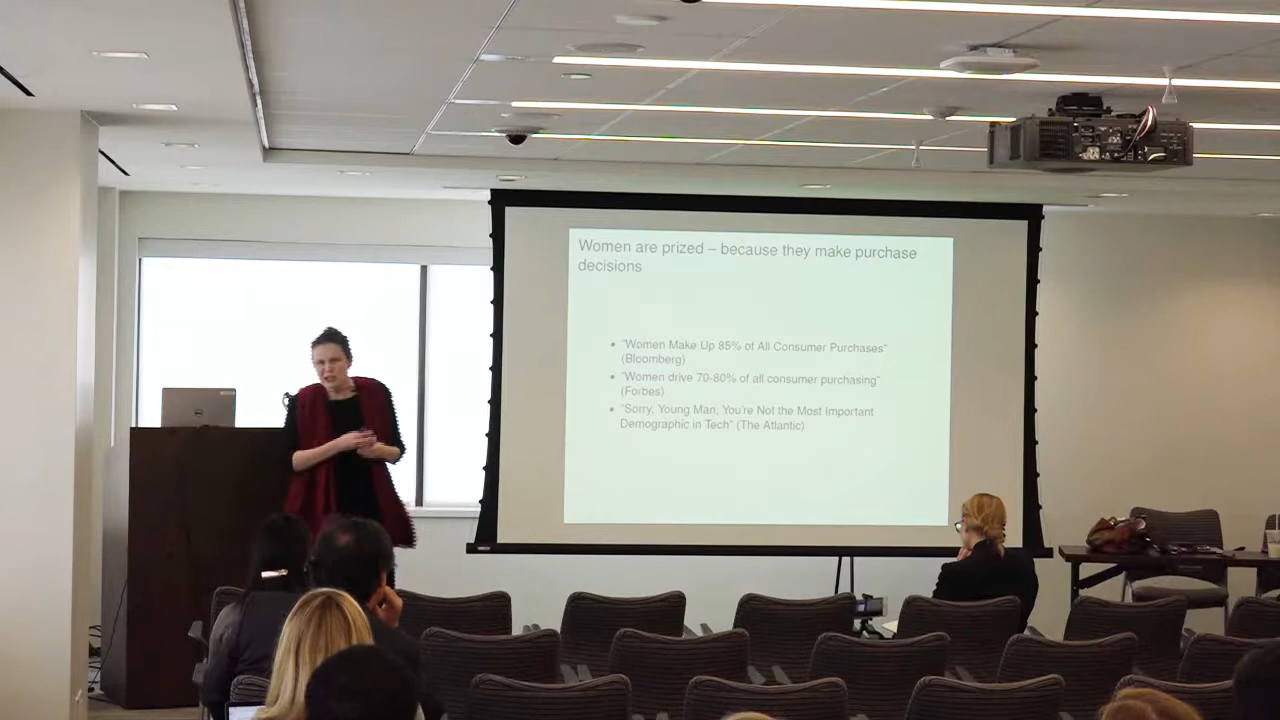 Women are prized – because they make purchase
decisions
• "Women Make Up 85% of All Consumer Purchases"
(Bloomberg)
• "Women drive 70-80% of all consumer purchasing"
(Forbes)
• "Sorry, Young Man, You're Not the Most Important
Demographic in Tech" (The Atlantic)